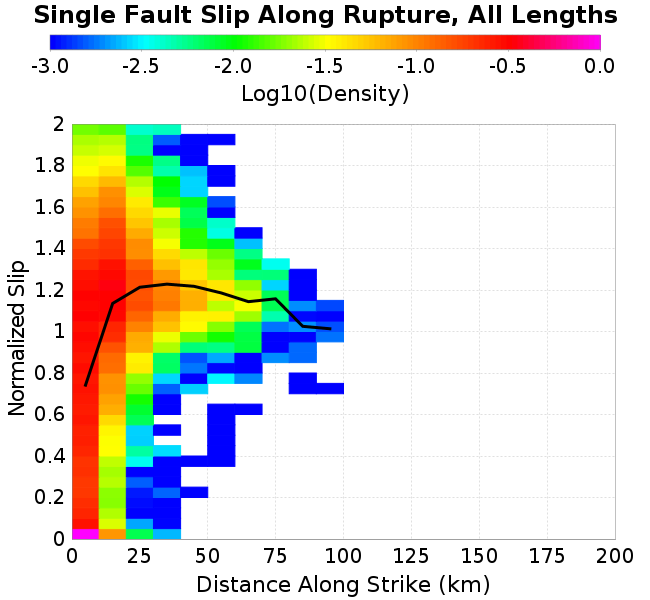 Single Fault Slip Along Rupture, All Lengths
-3.0 -2.5 -2.0 -1.5 -1.0 -0.5 0.0
Log10(Density)
2
1.8
1.6
1.4
1.2
1
0.8
0.6
0.4
0.2
0
Normalized Slip
0 25 50 75 100 125 150 175 200
Distance Along Strike (km)